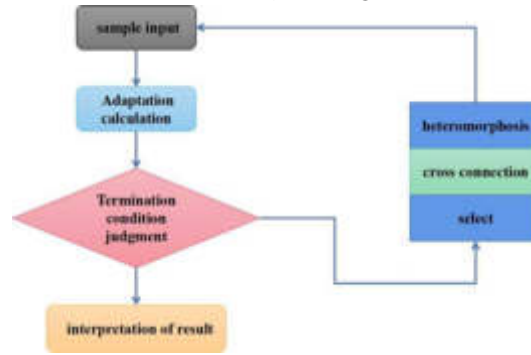 sample input
Adaptation
calculation
Termination
condition
judgment
interpretation of result
heteromorphosis
cross connection
select